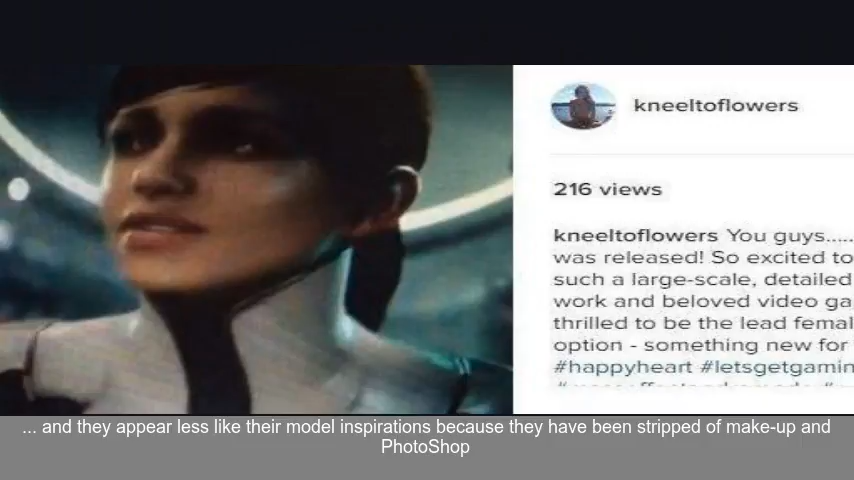 kneeltoflowers
216 views
kneeltoflowers You guys.....
was released! So excited to
such a large-scale, detailed
work and beloved video ga
thrilled to be the lead femal
option - something new for
#happyheart #letsgetgamin
... and they appear less like their model inspirations because they have been stripped of make-up and
PhotoShop